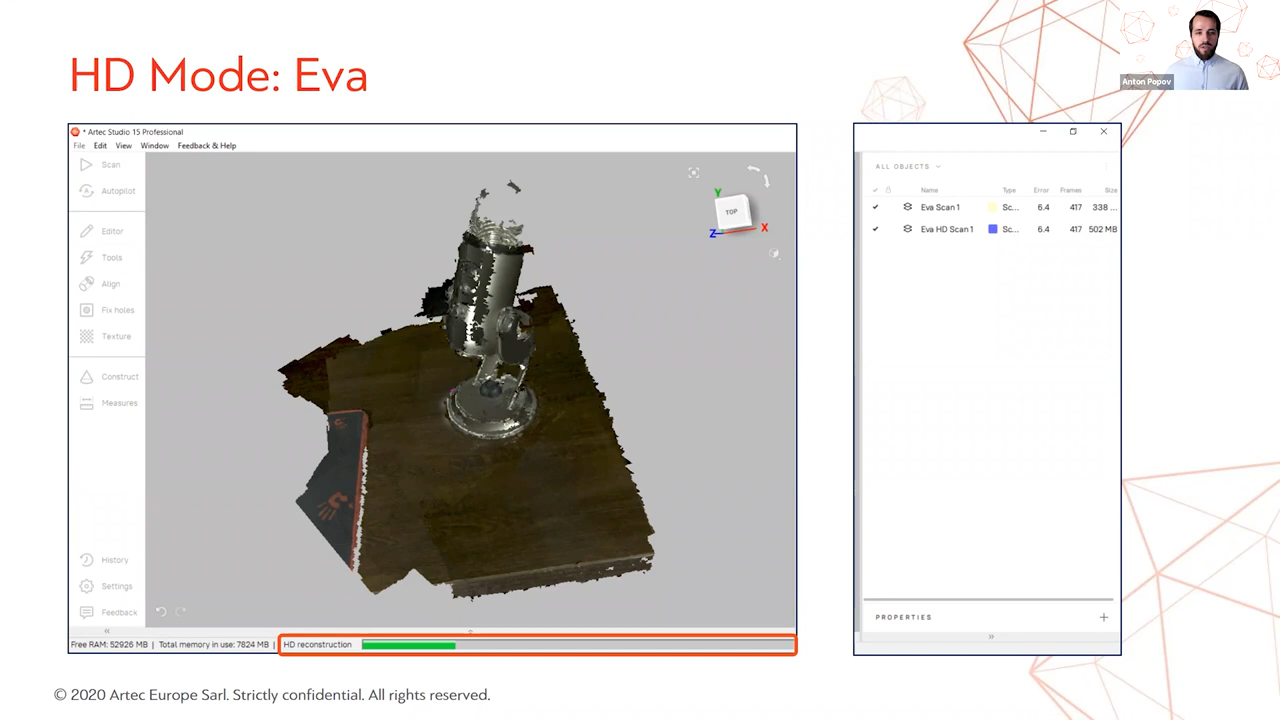 HD Mode: Eva
Anton Popov
* Artec Studio 15 Professional
File Edit View Window Feedback & Help
Scan
Autopilot
Editor
Tools
Align
Fix holes
Texture
Construct
Measures
History
Settings
Feedback
TOP
Y
Z
X
Free RAM: 52926 MB | Total memory in use: 7824 MB | HD reconstruction
ALL OBJECTS
Name Type Error Frames Size
Eva Scan 1 Sc... 6.4 417 338 ...
Eva HD Scan 1 Sc... 6.4 417 502 MB
PROPERTIES
© 2020 Artec Europe Sarl. Strictly confidential. All rights reserved.